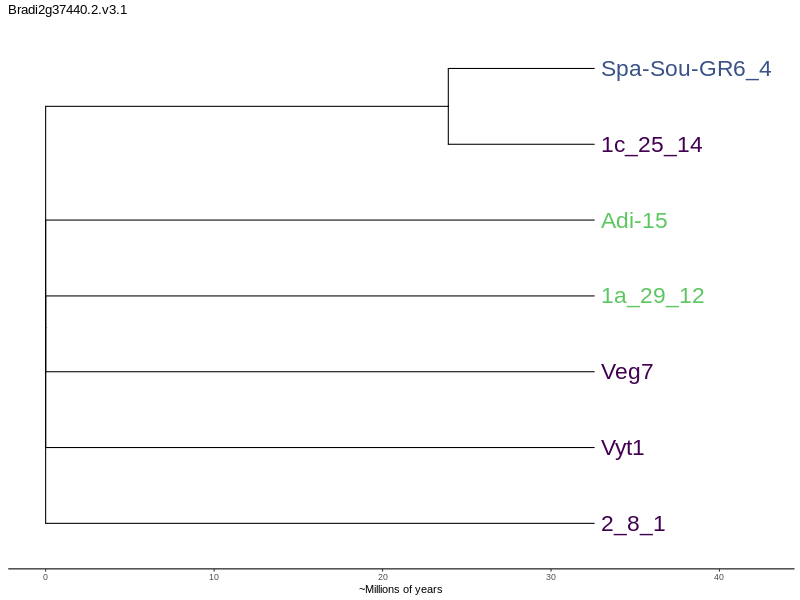 Bradi2g37440.2.v3.1
Spa-Sou-GR6_4
1c_25_14
Adi-15
1a_29_12
Veg7
Vyt1
2_8_1
0 10 20 30 40
~Millions of years